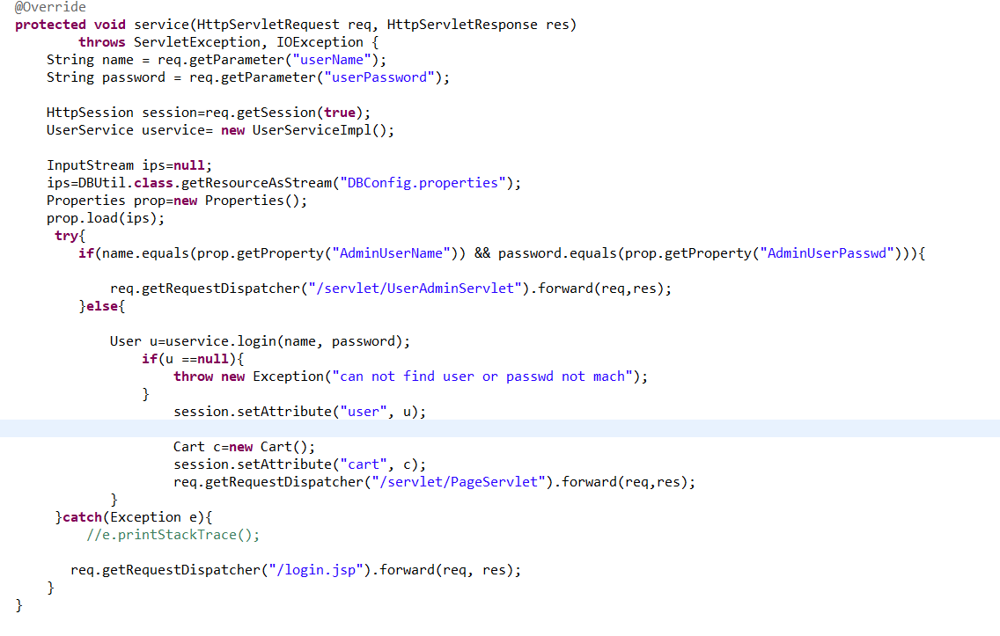 @Override
protected void service(HttpServletRequest req, HttpServletResponse res)
throws ServletException, IOException {
String name = req.getParameter("userName");
String password = req.getParameter("userPassword");
HttpSession session=req.getSession(true);
UserService uservice= new UserServiceImpl();
InputStream ips=null;
ips=DBUtil.class.getResourceAsStream("DBConfig.properties");
Properties prop=new Properties();
prop.load(ips);
try{
if(name.equals(prop.getProperty("AdminUserName")) && password.equals(prop.getProperty("AdminUserPasswd"))){
req.getRequestDispatcher("/servlet/UserAdminServlet").forward(req,res);
}else{
User u=uservice.login(name, password);
if(u ==null){
throw new Exception("can not find user or passwd not mach");
}
session.setAttribute("user", u);
Cart c=new Cart();
session.setAttribute("cart", c);
req.getRequestDispatcher("/servlet/PageServlet").forward(req,res);
}
}catch(Exception e){
//e.printStackTrace();
req.getRequestDispatcher("/login.jsp").forward(req, res);
}
}